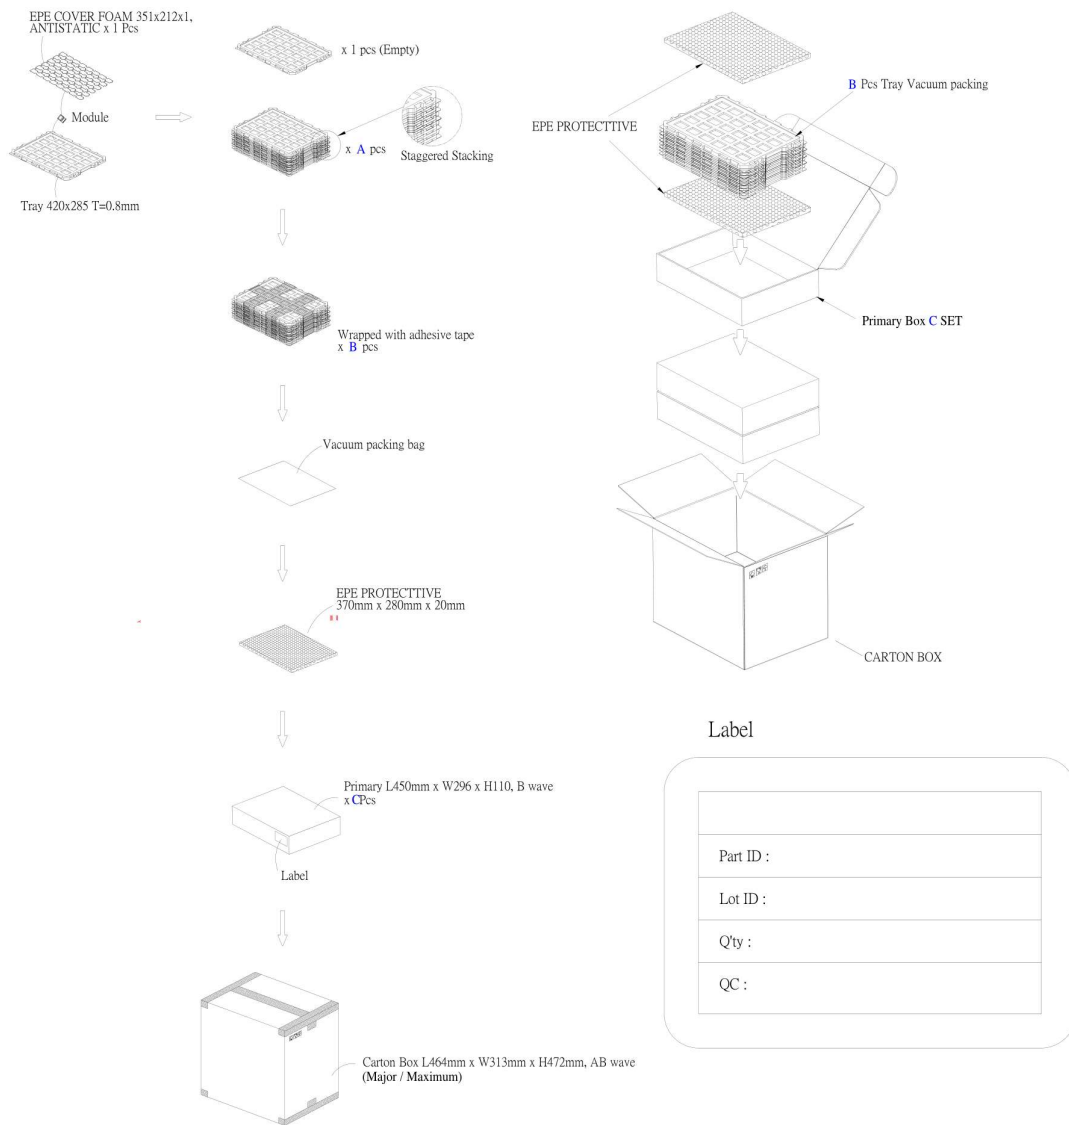 EPE COVER FOAM 351x212x1,
ANTISTATIC x 1 Pcs
Module
Tray 420x285 T=0.8mm
x 1 pcs (Empty)
x A pcs
Staggered Stacking
Wrapped with adhesive tape
x B pcs
Vacuum packing bag
EPE PROTECTTIVE
370mm x 280mm x 20mm
Primary L450mm x W296 x H110, B wave
x CPcs
Label
Carton Box L464mm x W313mm x H472mm, AB wave
(Major / Maximum)
B Pcs Tray Vacuum packing
EPE PROTECTTIVE
Primary Box C SET
CARTON BOX
Label
Part ID :
Lot ID :
Q'ty :
QC :